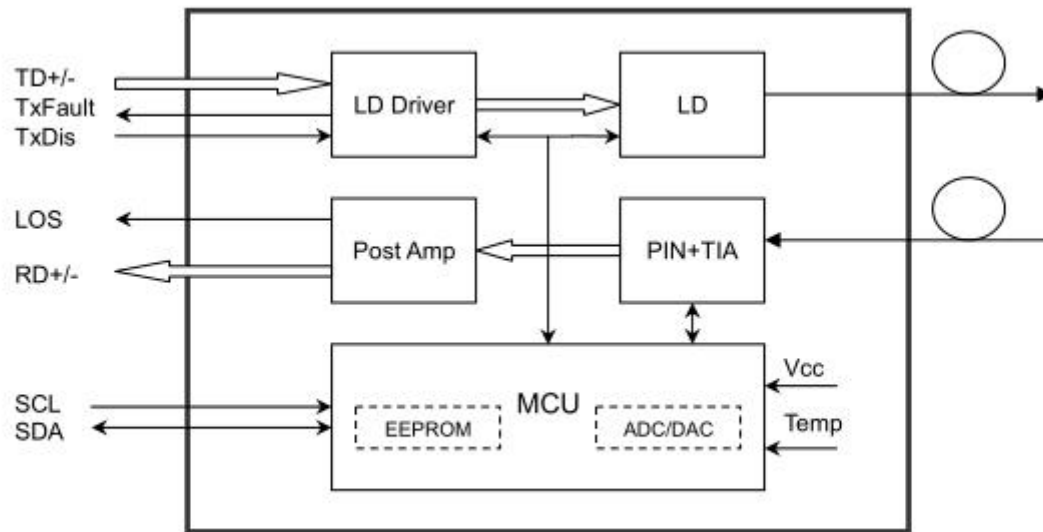 TD+/-
TxFault
TxDis
LD Driver
LD
LOS
RD+/-
Post Amp
PIN+TIA
SCL
SDA
MCU
EEPROM
ADC/DAC
Vcc
Temp